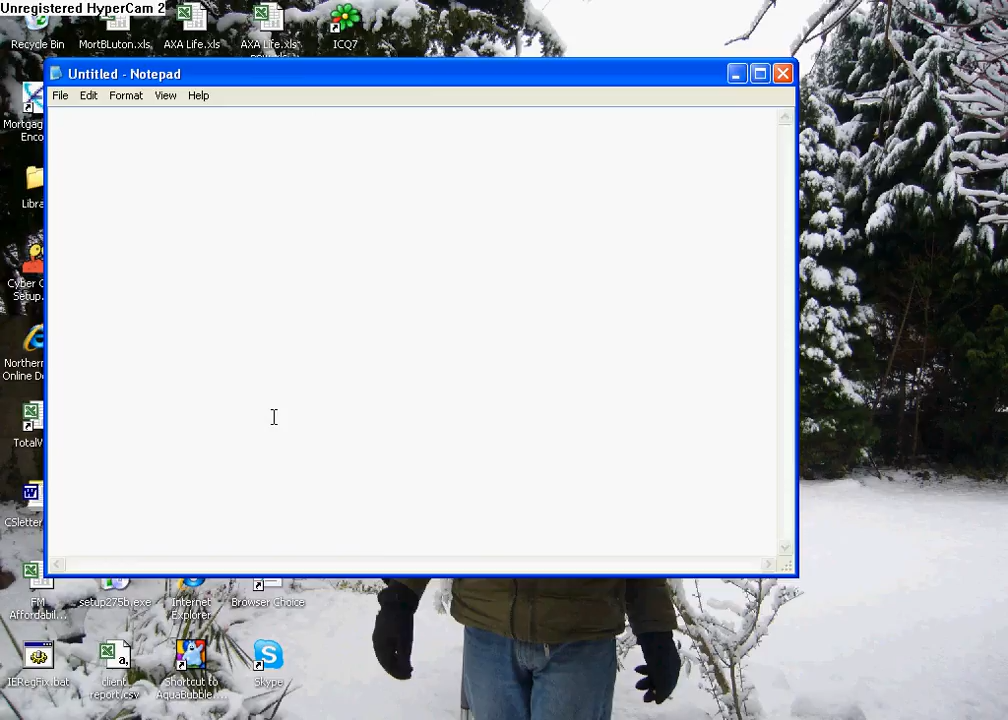 Unregistered HyperCam 2
Recycle Bin
MortBLuton.xls
AXA Life.xls
AXA Life.xls
ICQ7
Untitled - Notepad
File Edit Format View Help
Mortgag
Enco
Libra
Cyber C
Setup.
Northern
Online D
TotalW
CSletter
FM
Affordabil...
setup275b.exe
Internet
Explorer
Browser Choice
IERegFix.bat
client
report.csv
Shortcut to
AquaBubble...
Skype